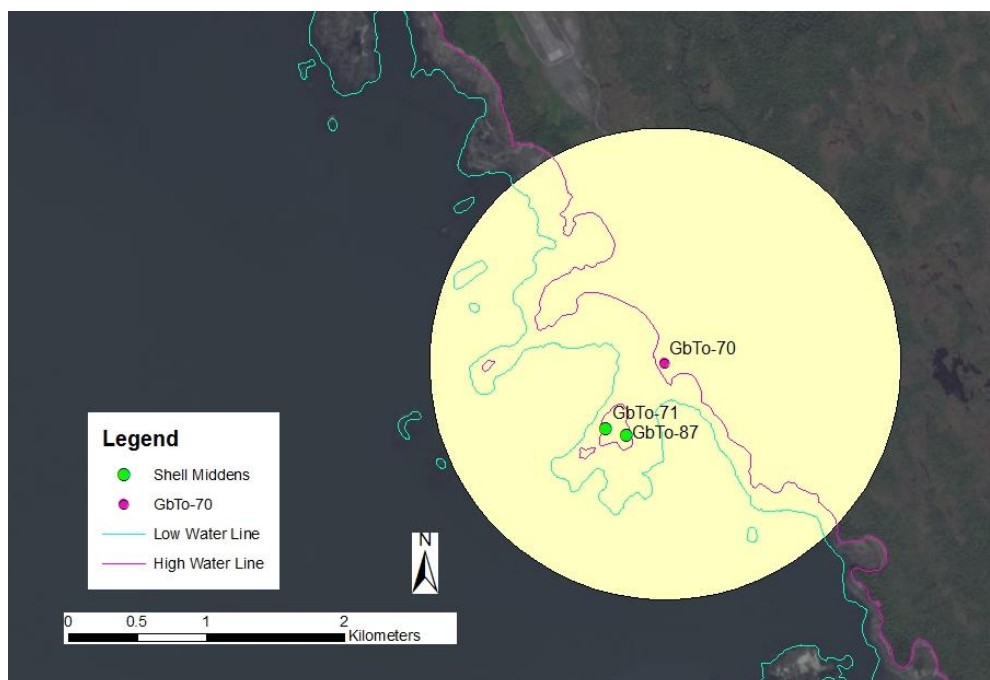 GbTo-70
GbTo-71
GbTo-87
Legend
Shell Middens
GbTo-70
Low Water Line
High Water Line
N
0 0.5 1 2
Kilometers